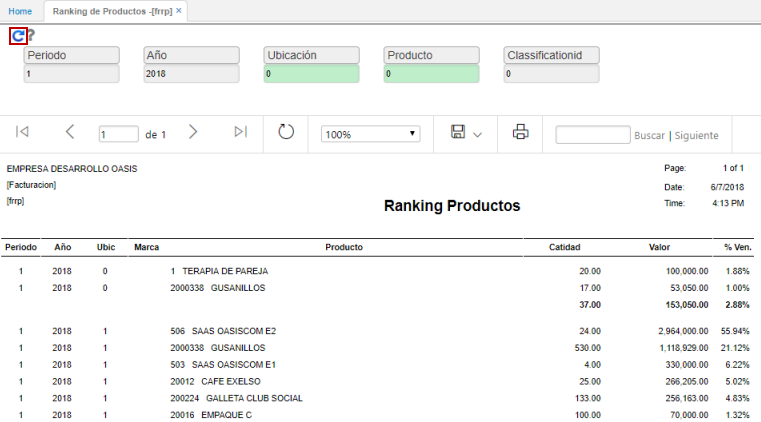 Home Ranking de Productos -[frrp] ×
?
Periodo Año Ubicación Producto Classificationid
1 2018 0 0 0
1 de 1 100% Buscar | Siguiente
EMPRESA DESARROLLO OASIS Page: 1 of 1
[Facturacion] Date: 6/7/2018
[frrp] Ranking Productos Time: 4:13 PM
Periodo Año Ubic Marca Producto Catidad Valor % Ven.
1 2018 0 1 TERAPIA DE PAREJA 20.00 100,000.00 1.88%
1 2018 0 2000338 GUSANILLOS 17.00 53,050.00 1.00%
37.00 153,050.00 2.88%
1 2018 1 506 SAAS OASISCOM E2 24.00 2,964,000.00 55.94%
1 2018 1 2000338 GUSANILLOS 530.00 1,118,929.00 21.12%
1 2018 1 503 SAAS OASISCOM E1 4.00 330,000.00 6.22%
1 2018 1 20012 CAFE EXELSO 25.00 266,205.00 5.02%
1 2018 1 200224 GALLETA CLUB SOCIAL 133.00 256,163.00 4.83%
1 2018 1 20016 EMPAQUE C 100.00 70,000.00 1.32%